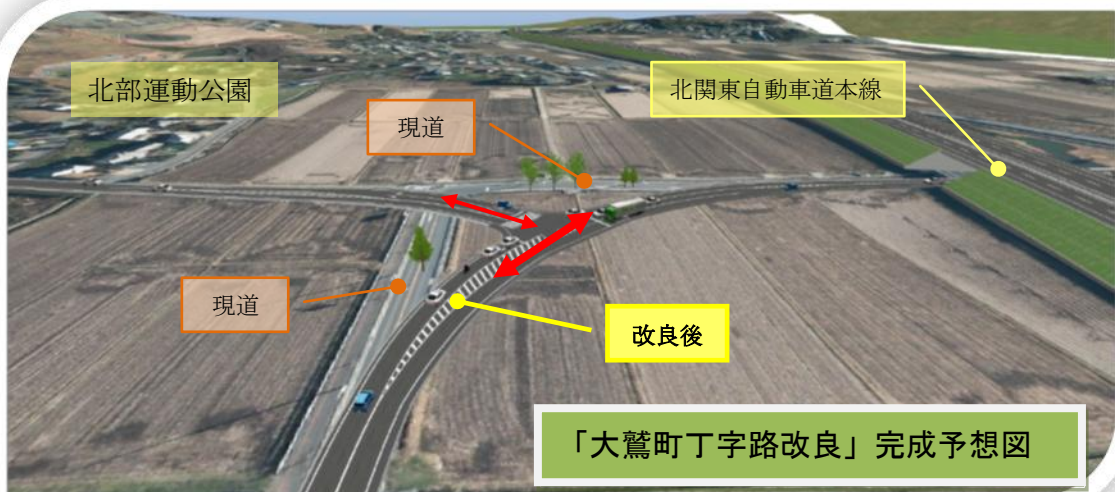 北部運動公園
北関東自動車道本線
現道
現道
改良後
「大鷲町丁字路改良」完成予想図